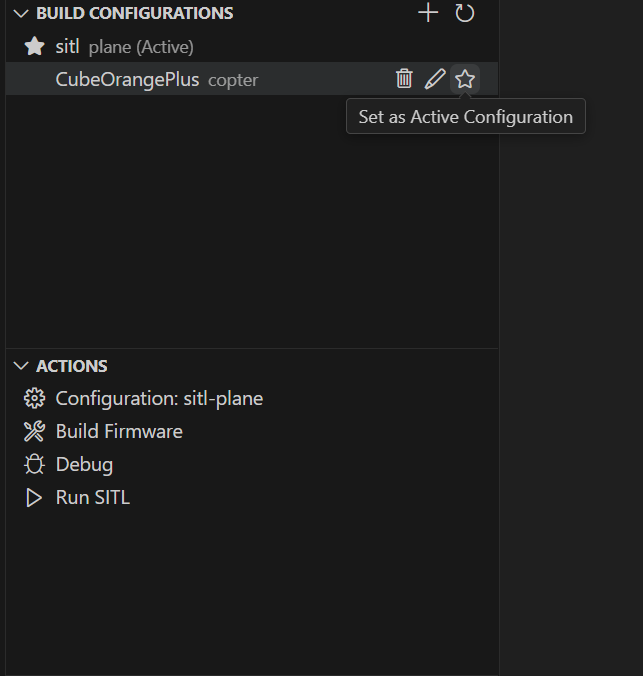 BUILD CONFIGURATIONS
sitl plane (Active)
CubeOrangePlus copter
Set as Active Configuration
ACTIONS
Configuration: sitl-plane
Build Firmware
Debug
Run SITL